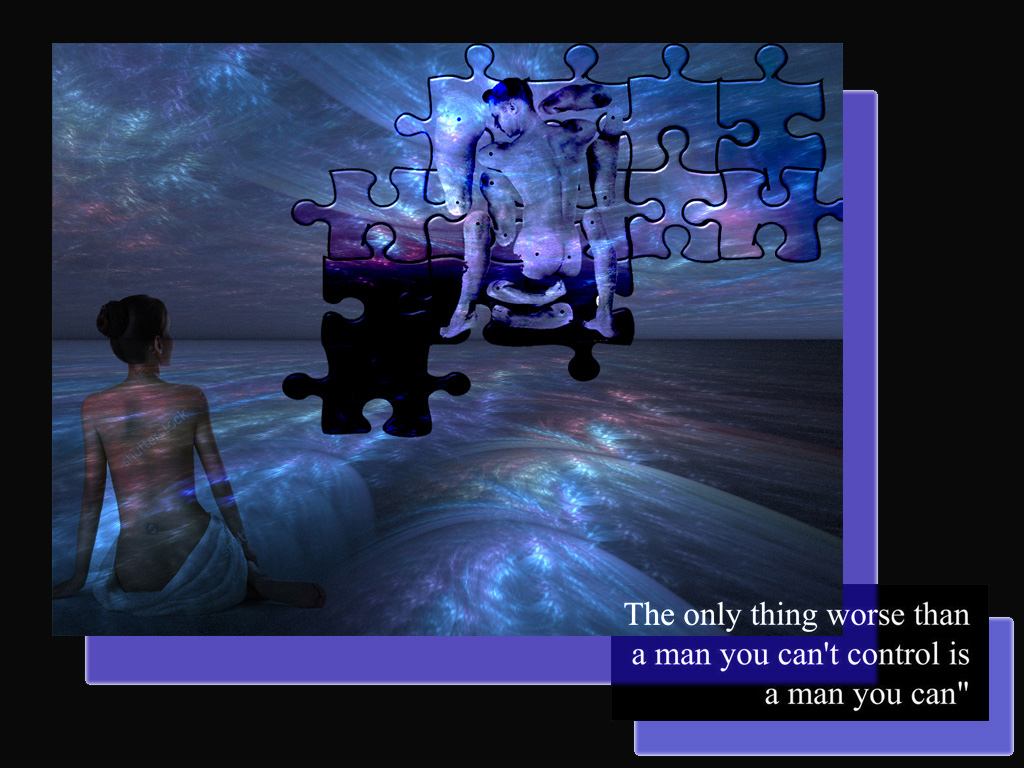 The only thing worse than
a man you can't control is
a man you can"